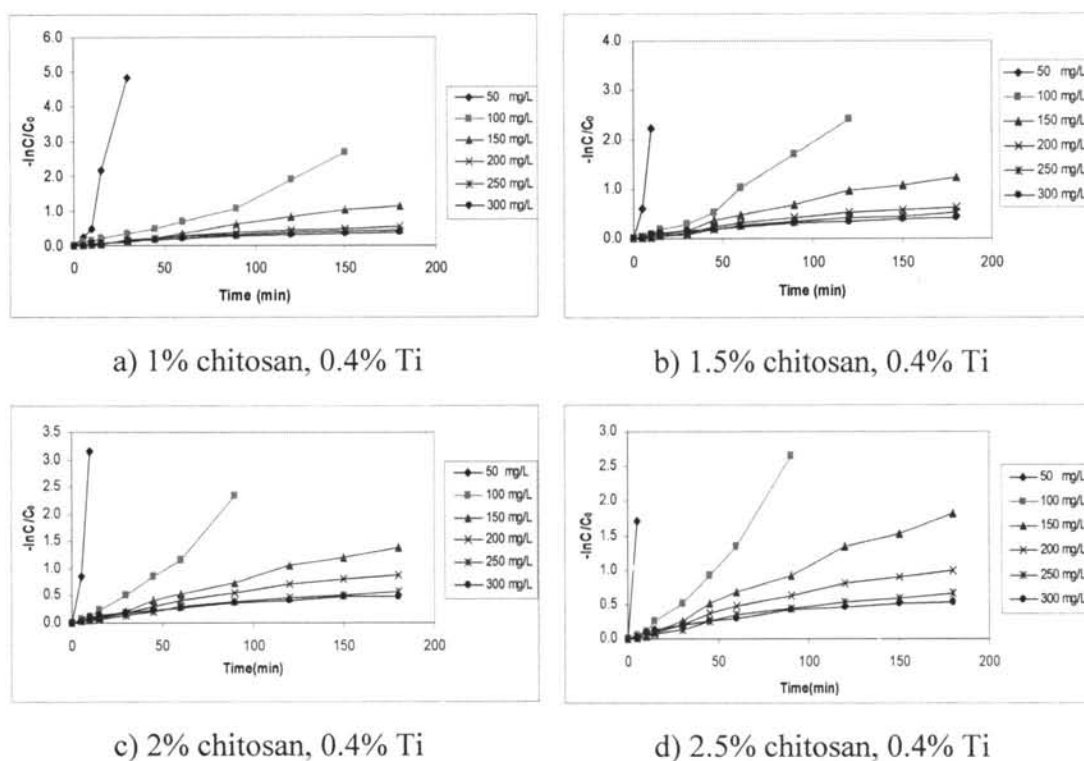 6.0
5.0
4.0
3.0
2.0
1.0
0.0
-lnC/C₀
0 50 100 150 200
Time (min)
50 mg/L
100 mg/L
150 mg/L
200 mg/L
250 mg/L
300 mg/L
a) 1% chitosan, 0.4% Ti
4.0
3.0
2.0
1.0
0.0
-lnC/C₀
0 50 100 150 200
Time (min)
50 mg/L
100 mg/L
150 mg/L
200 mg/L
250 mg/L
300 mg/L
b) 1.5% chitosan, 0.4% Ti
3.5
3.0
2.5
2.0
1.5
1.0
0.5
0.0
-lnC/C₀
0 50 100 150 200
Time(min)
50 mg/L
100 mg/L
150 mg/L
200 mg/L
250 mg/L
300 mg/L
c) 2% chitosan, 0.4% Ti
3.0
2.5
2.0
1.5
1.0
0.5
0.0
-lnC/C₀
0 50 100 150 200
Time(min)
50 mg/L
100 mg/L
150 mg/L
200 mg/L
250 mg/L
300 mg/L
d) 2.5% chitosan, 0.4% Ti